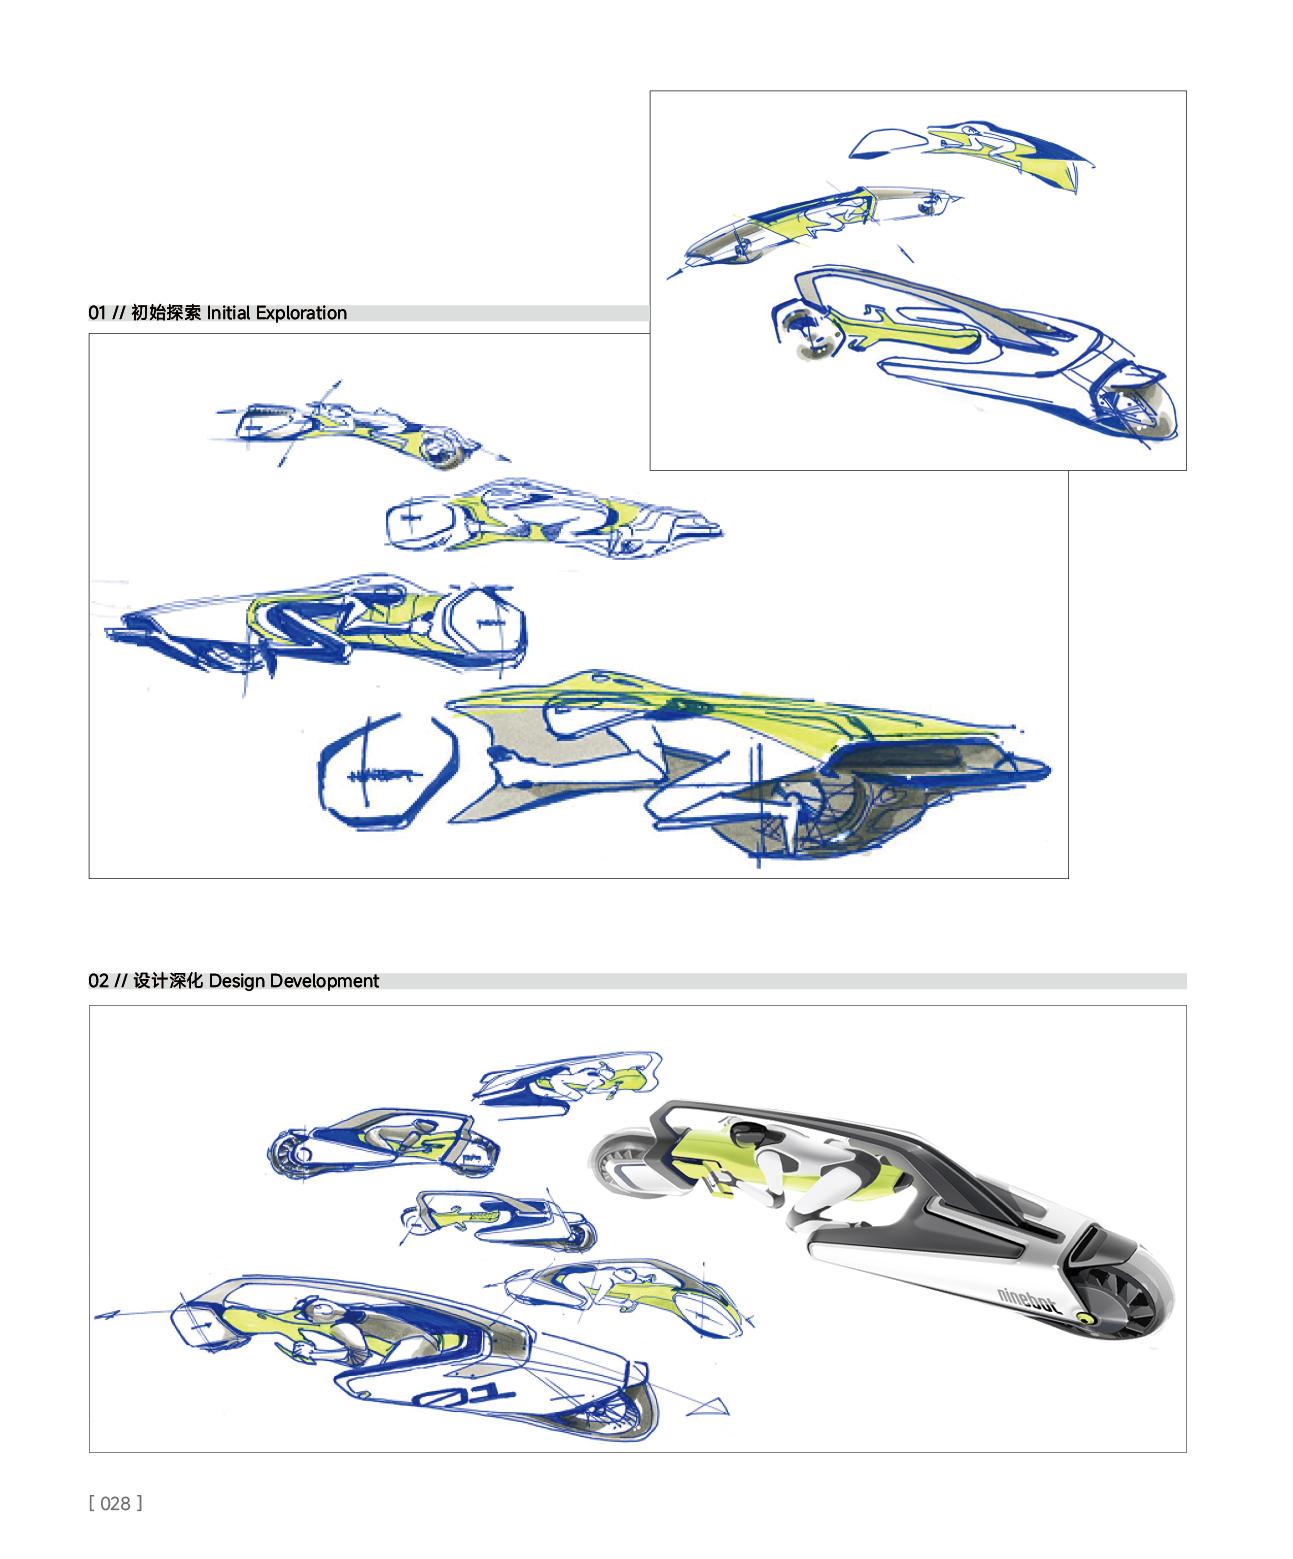 01 // 初始探索 Initial Exploration
02 // 设计深化 Design Development
ninebot
01
[ 028 ]